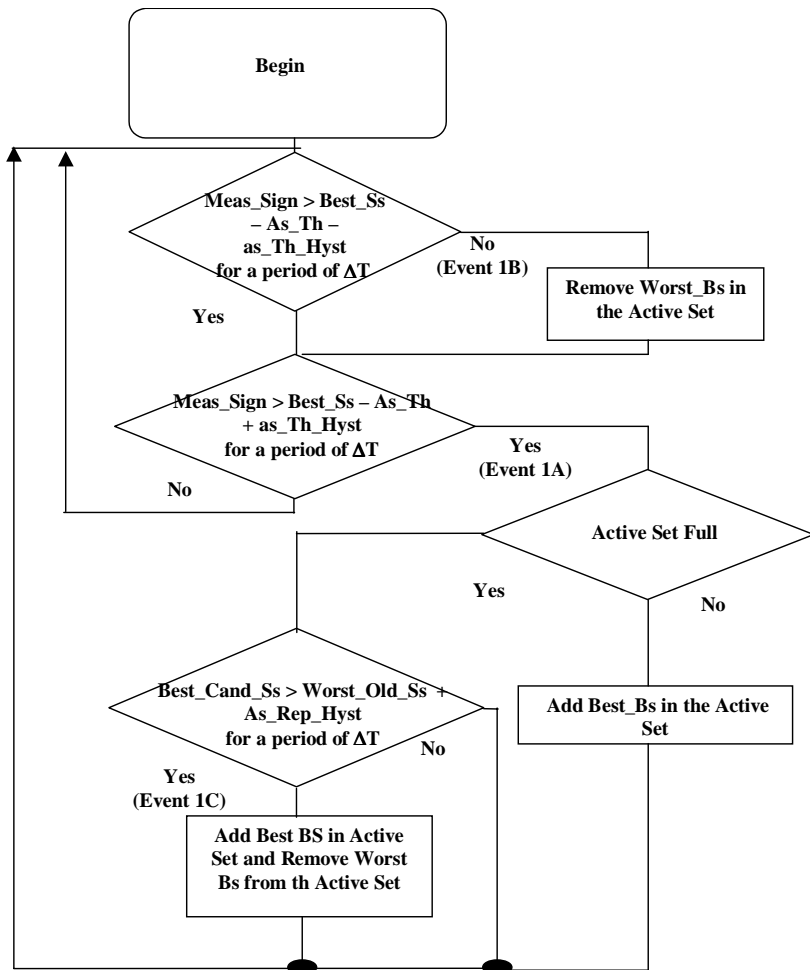 Begin
Meas_Sign > Best_Ss
– As_Th –
as_Th_Hyst
for a period of ΔT
No
(Event 1B)
Remove Worst_Bs in
the Active Set
Yes
Meas_Sign > Best_Ss – As_Th
+ as_Th_Hyst
for a period of ΔT
Yes
(Event 1A)
No
Active Set Full
Yes
No
Best_Cand_Ss > Worst_Old_Ss +
As_Rep_Hyst
for a period of ΔT
No
Add Best_Bs in the Active
Set
Yes
(Event 1C)
Add Best BS in Active
Set and Remove Worst
Bs from th Active Set